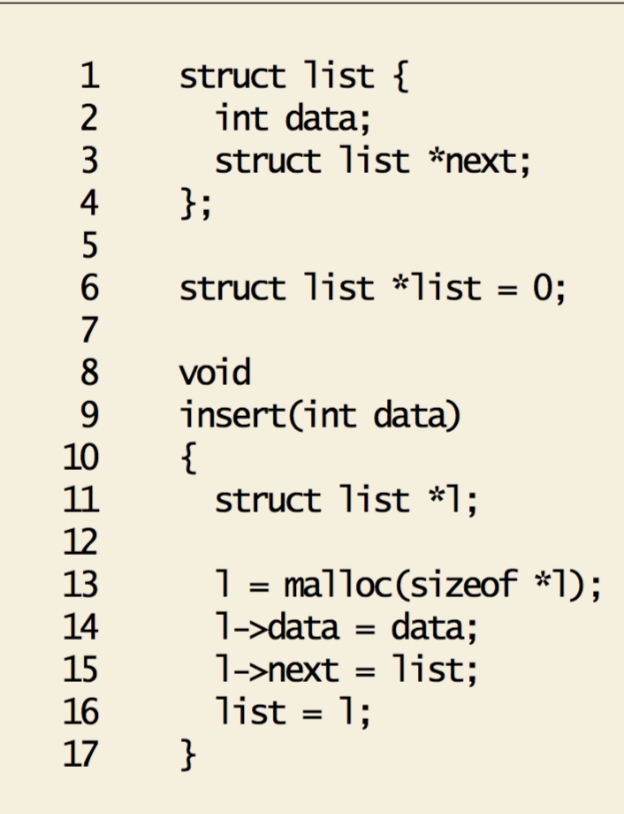 1 struct list {
2 int data;
3 struct list *next;
4 };
5
6 struct list *list = 0;
7
8 void
9 insert(int data)
10 {
11 struct list *l;
12
13 l = malloc(sizeof *l);
14 l->data = data;
15 l->next = list;
16 list = l;
17 }